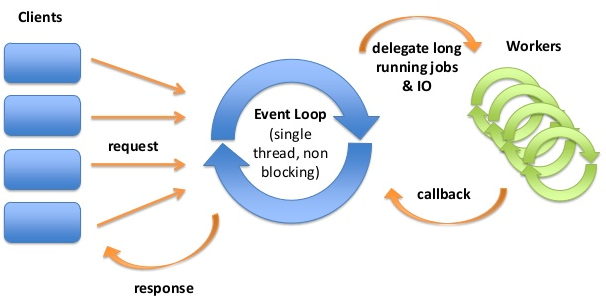 Clients
delegate long
running jobs
& IO
Workers
Event Loop
(single
thread, non
blocking)
request
callback
response